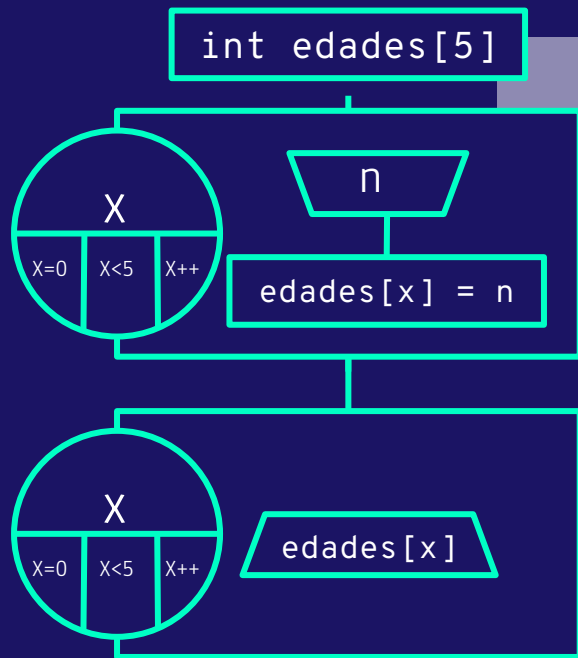 int edades[5]
n
X
X=0 X<5 X++
edades[x] = n
X
edades[x]
X=0 X<5 X++